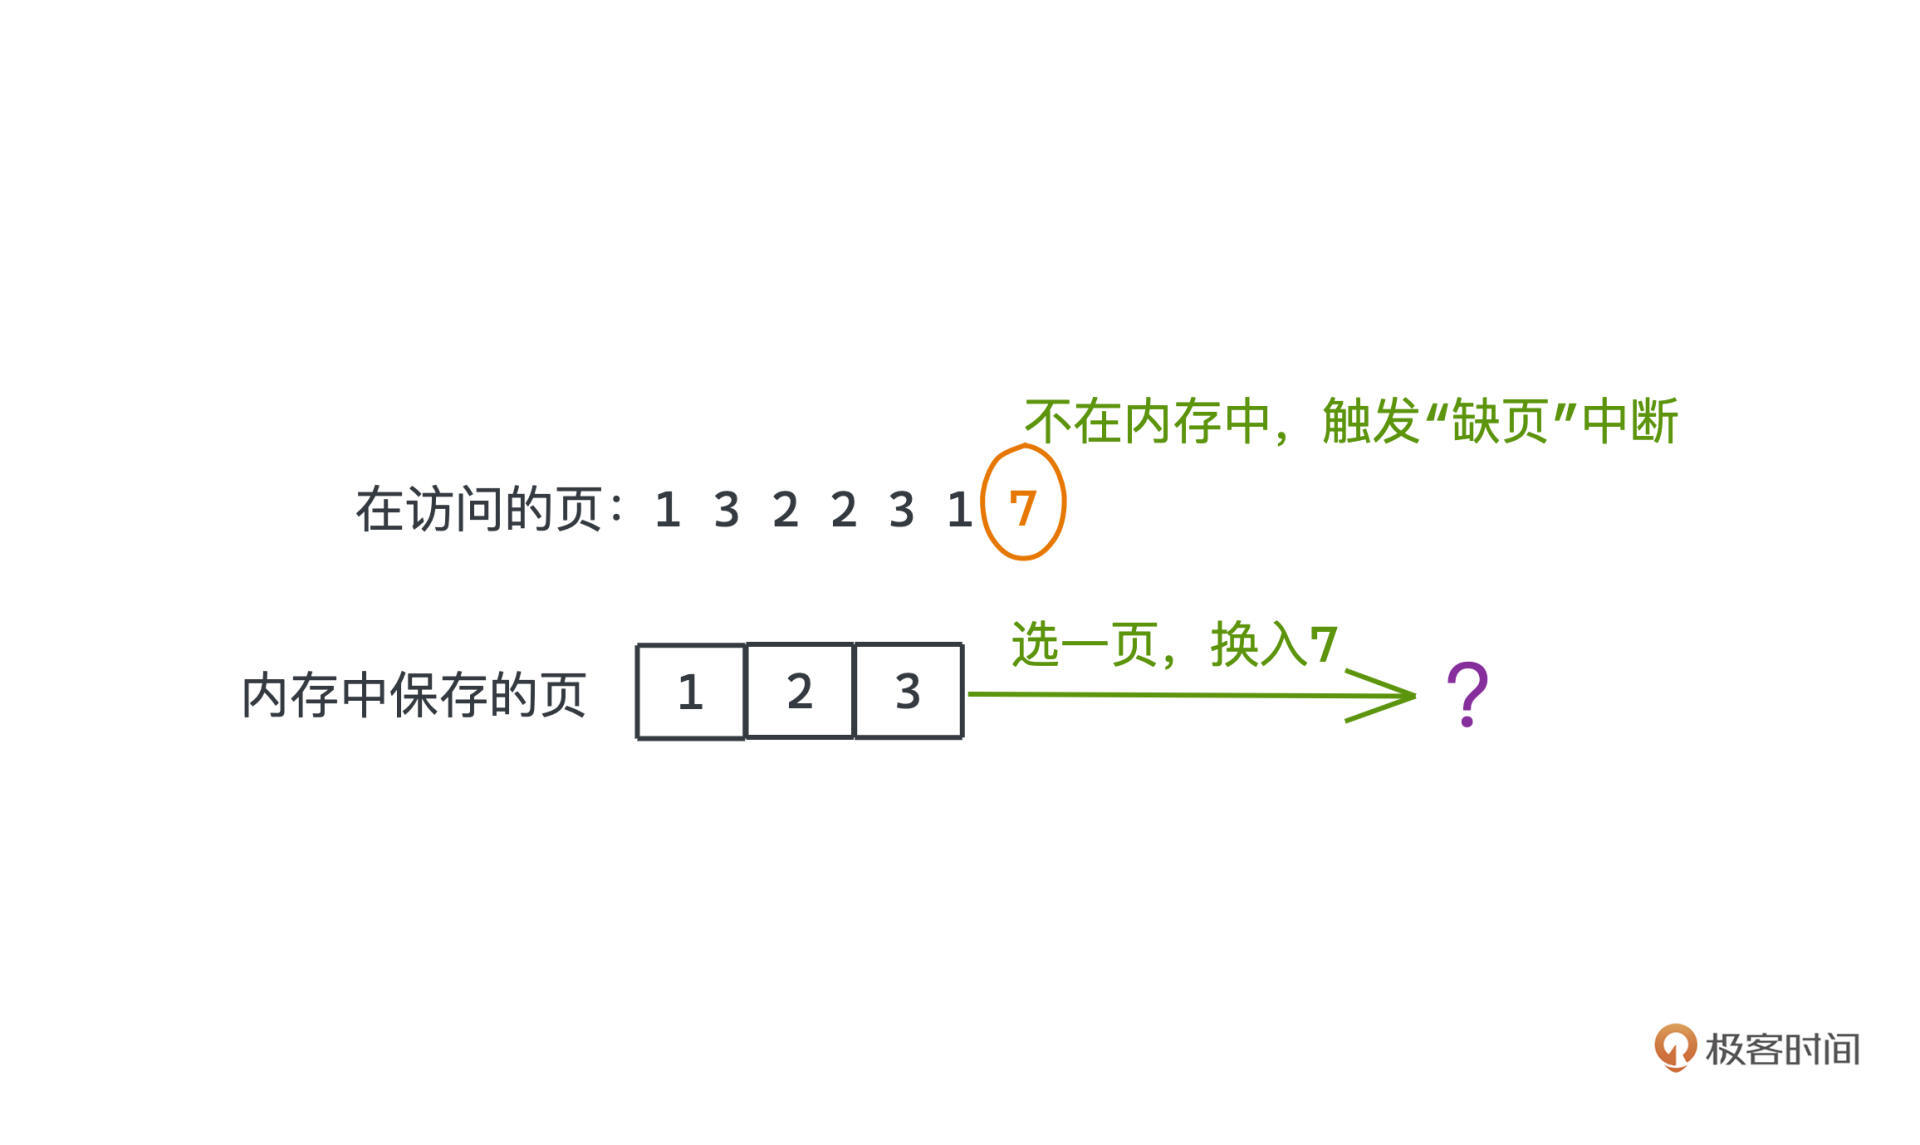 不在内存中，触发“缺页”中断
在访问的页：1 3 2 2 3 1 7
选一页，换入7
内存中保存的页 1 2 3 ?
极客时间